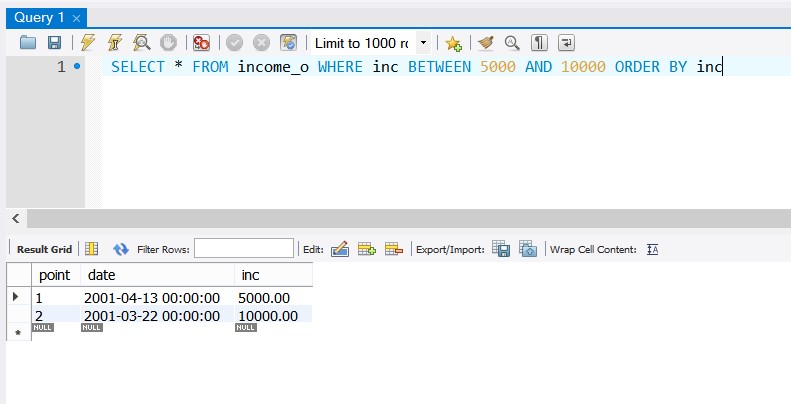 Query 1
Limit to 1000 rc
1 SELECT * FROM income_o WHERE inc BETWEEN 5000 AND 10000 ORDER BY inc
Result Grid Filter Rows: Edit: Export/Import: Wrap Cell Content:
point date inc
1 2001-04-13 00:00:00 5000.00
2 2001-03-22 00:00:00 10000.00
NULL NULL NULL